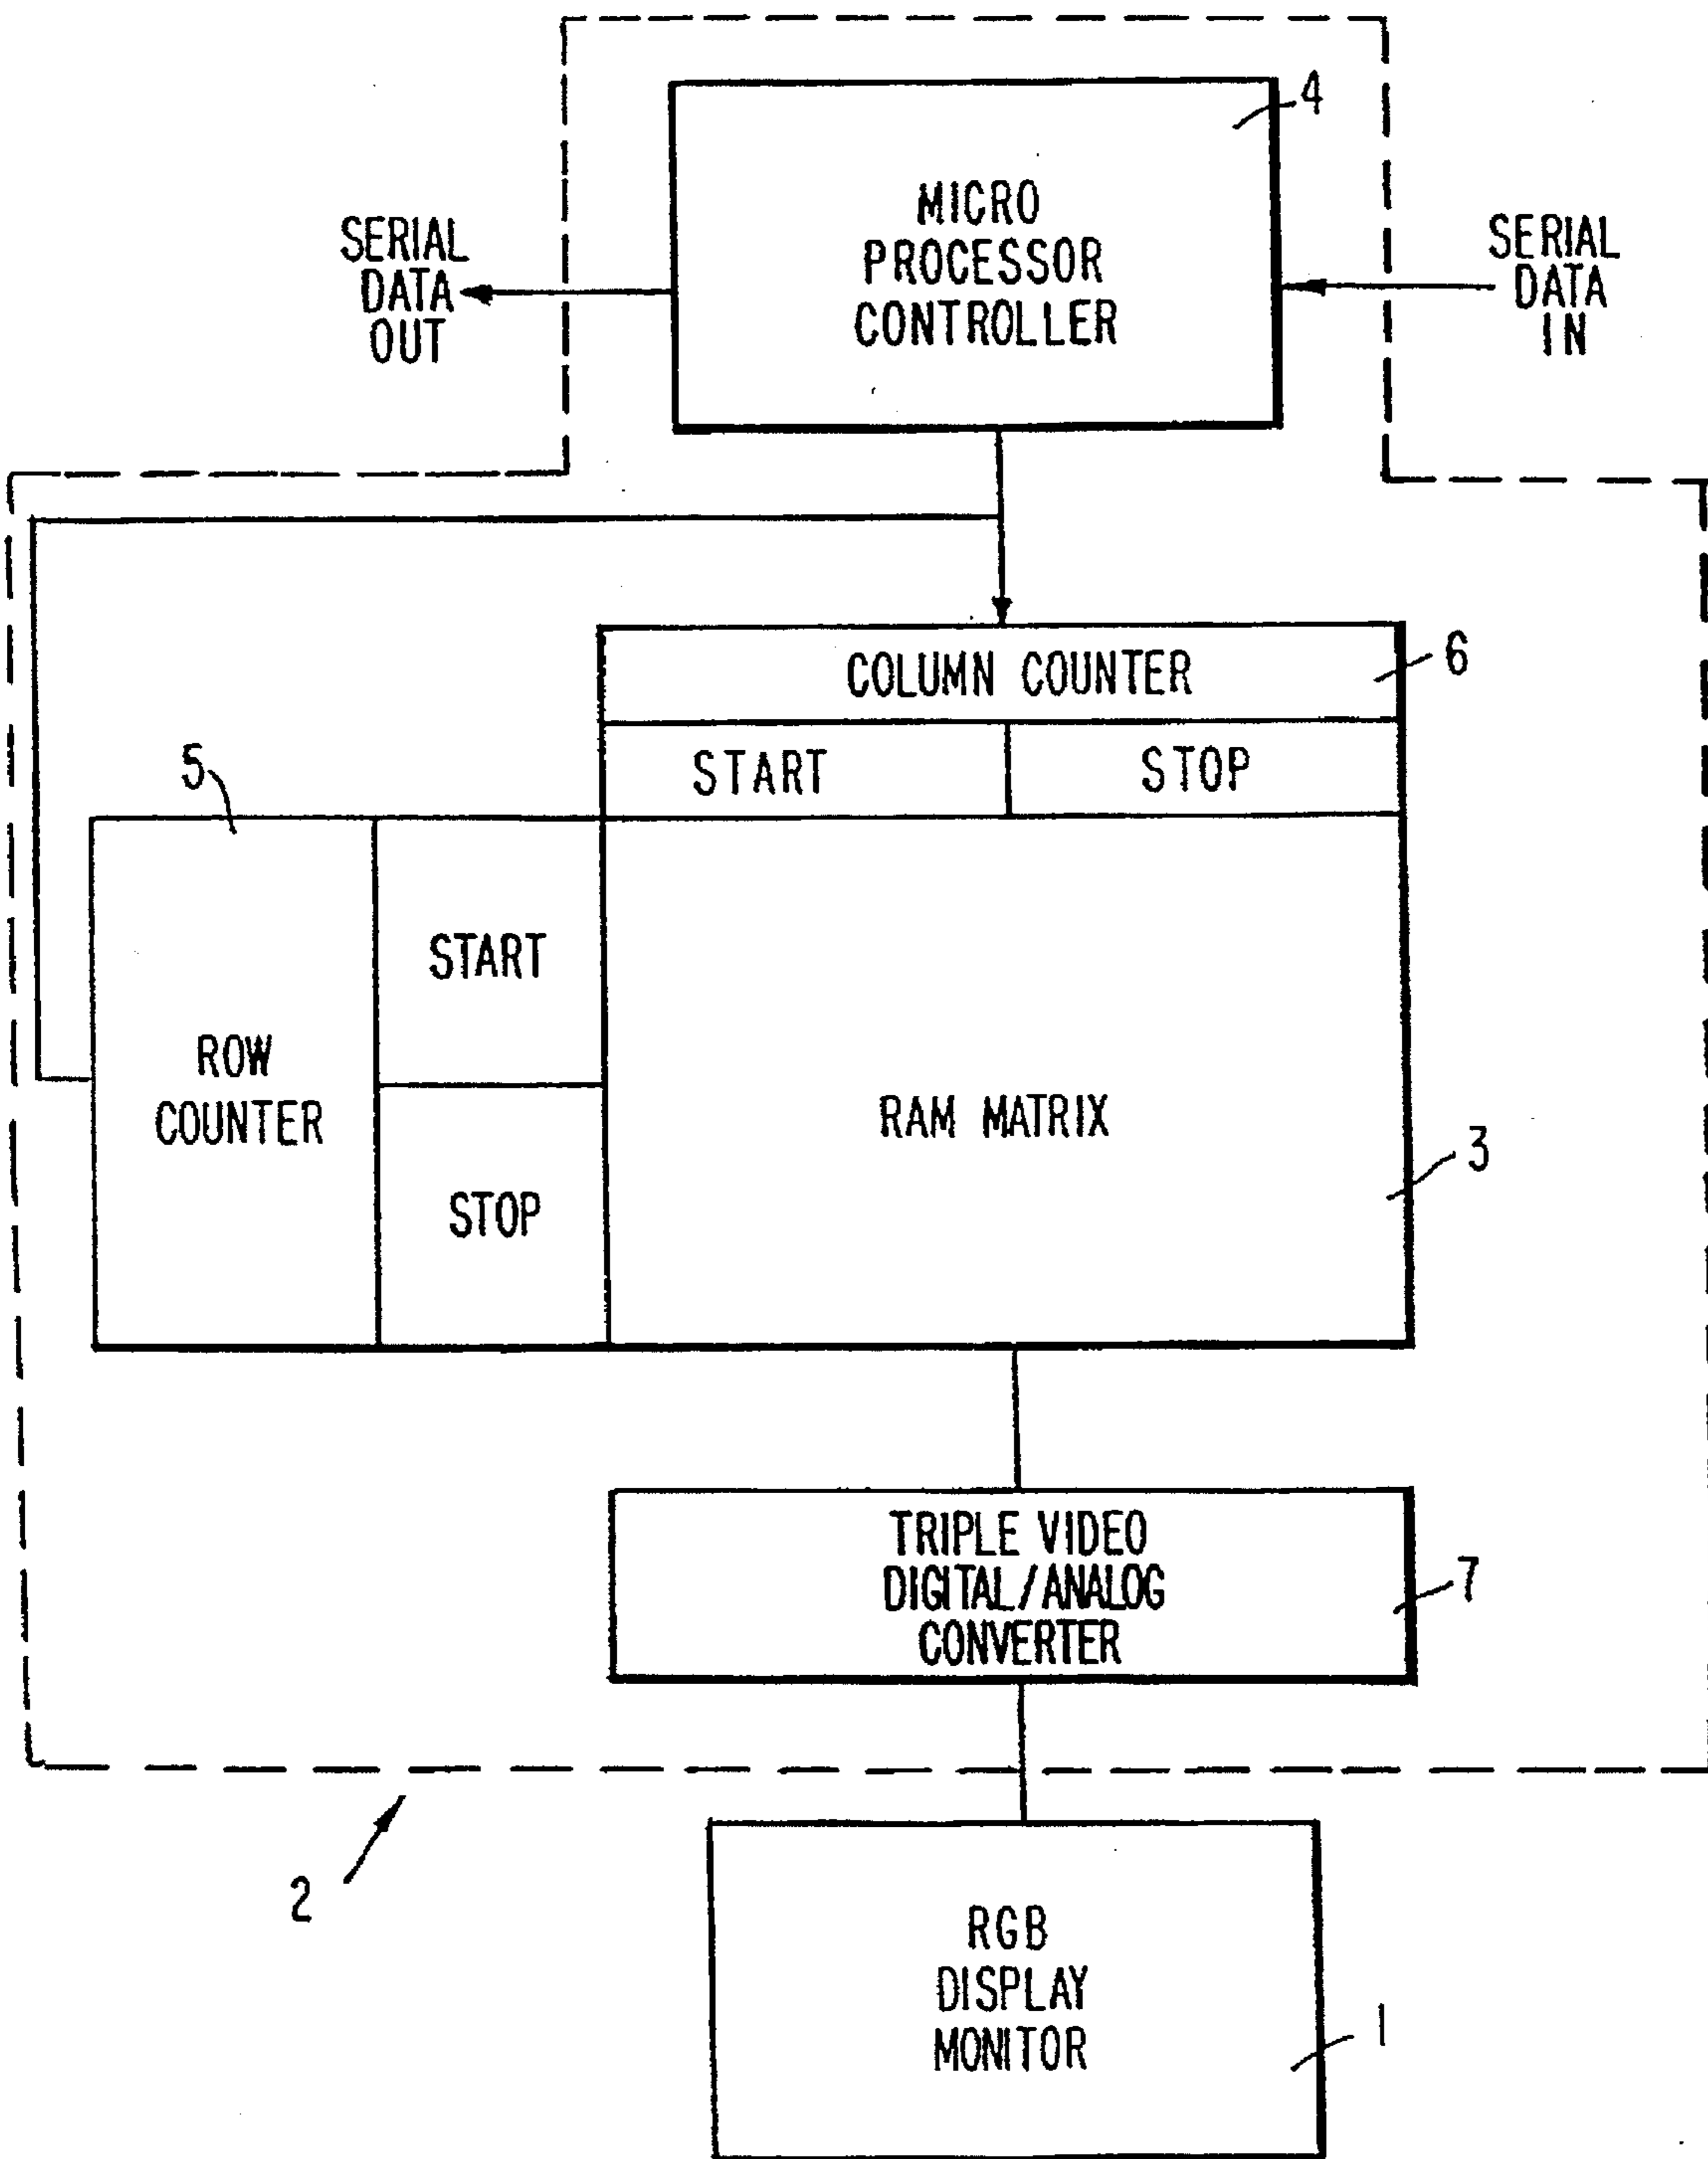 4
MICRO
PROCESSOR
CONTROLLER
SERIAL
DATA
OUT
SERIAL
DATA
IN
COLUMN COUNTER
6
START
STOP
5
ROW
COUNTER
START
STOP
RAM MATRIX
3
TRIPLE VIDEO
DIGITAL/ANALOG
CONVERTER
7
2
RGB
DISPLAY
MONITOR
1